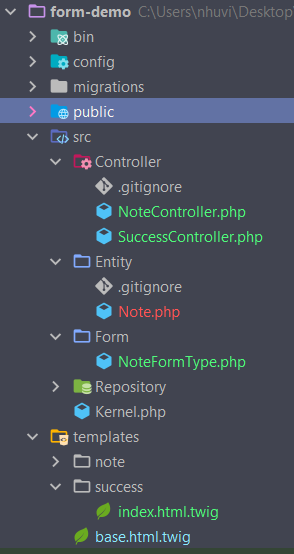 form-demo C:\Users\nhuvi\Desktop
bin
config
migrations
public
src
Controller
.gitignore
NoteController.php
SuccessController.php
Entity
.gitignore
Note.php
Form
NoteFormType.php
Repository
Kernel.php
templates
note
success
index.html.twig
base.html.twig